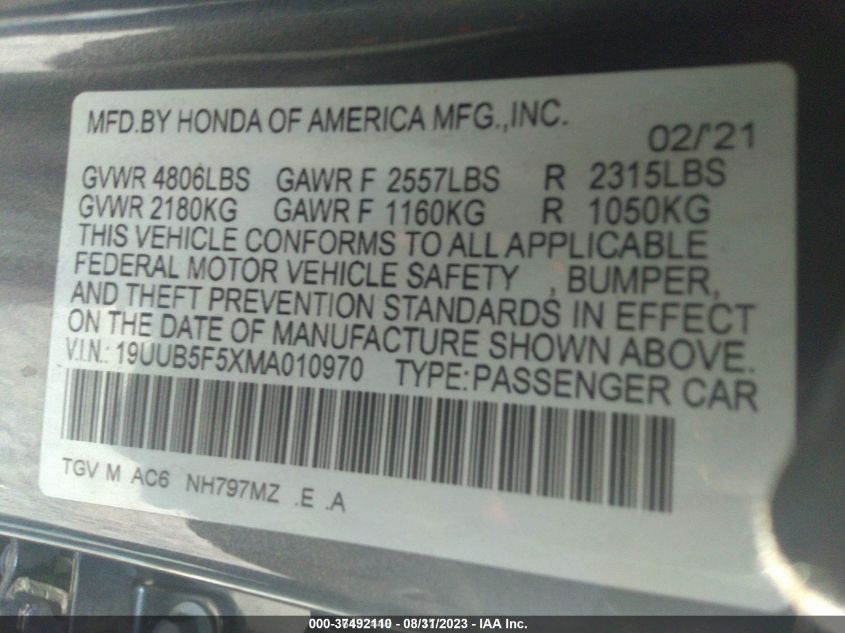 MFD.BY HONDA OF AMERICA MFG.,INC. 02/'21
GVWR 4806LBS GAWR F 2557LBS R 2315LBS
GVWR 2180KG GAWR F 1160KG R 1050KG
THIS VEHICLE CONFORMS TO ALL APPLICABLE
FEDERAL MOTOR VEHICLE SAFETY , BUMPER,
AND THEFT PREVENTION STANDARDS IN EFFECT
ON THE DATE OF MANUFACTURE SHOWN ABOVE.
V.I.N.: 19UUB5F5XMA010970 TYPE:PASSENGER CAR
TGV M AC6 NH797MZ .E .A
000-37492110 - 08/31/2023 - IAA Inc.